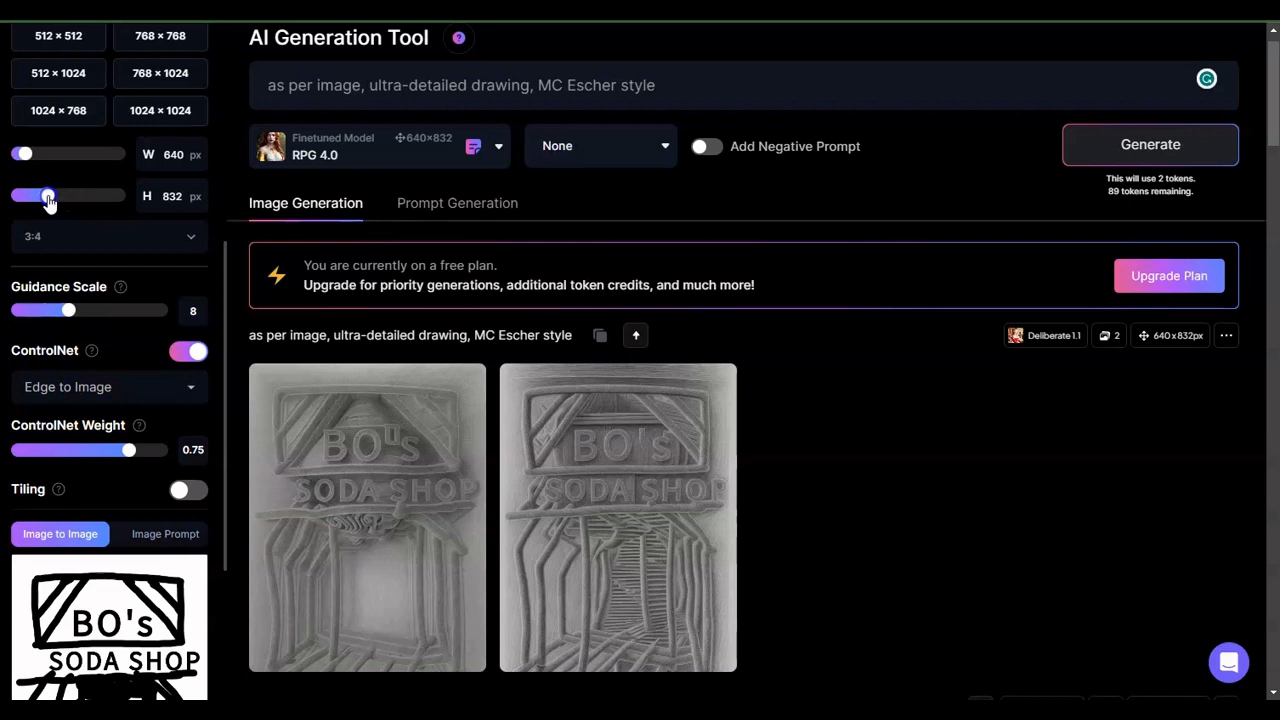 512 × 512
768 × 768
512 × 1024
768 × 1024
1024 × 768
1024 × 1024
W 640 px
H 832 px
3:4
Guidance Scale ?
8
ControlNet ?
Edge to Image
ControlNet Weight ?
0.75
Tiling ?
Image to Image
Image Prompt
BO's
SODA SHOP
AI Generation Tool ?
as per image, ultra-detailed drawing, MC Escher style
Finetuned Model
640×832
RPG 4.0
None
Add Negative Prompt
Generate
This will use 2 tokens.
89 tokens remaining.
Image Generation
Prompt Generation
You are currently on a free plan.
Upgrade for priority generations, additional token credits, and much more!
Upgrade Plan
as per image, ultra-detailed drawing, MC Escher style
Deliberate 1.1
2
640 x 832px
BO's
SODA SHOP
BO's
SODA SHOP